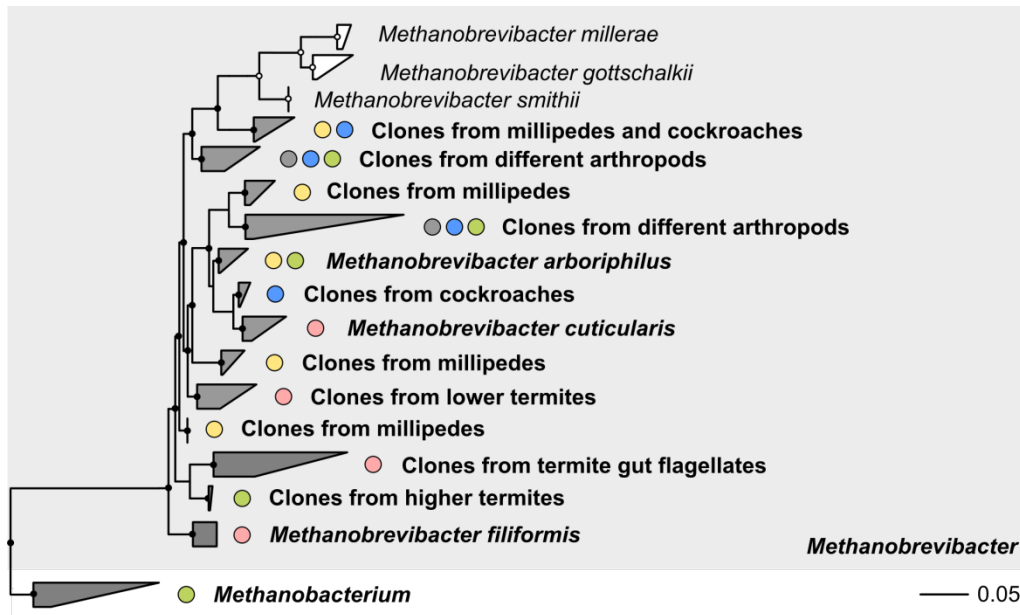 Methanobrevibacter millerae
Methanobrevibacter gottschalkii
Methanobrevibacter smithii
Clones from millipedes and cockroaches
Clones from different arthropods
Clones from millipedes
Clones from different arthropods
Methanobrevibacter arboriphilus
Clones from cockroaches
Methanobrevibacter cuticularis
Clones from millipedes
Clones from lower termites
Clones from millipedes
Clones from termite gut flagellates
Clones from higher termites
Methanobrevibacter filiformis
Methanobrevibacter
Methanobacterium
0.05